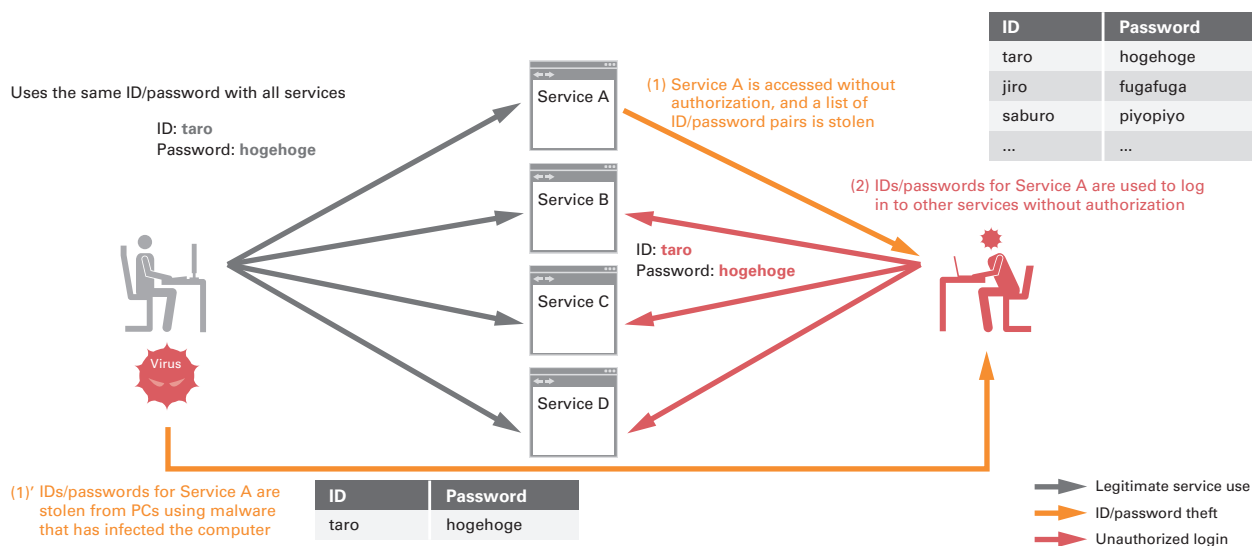 Uses the same ID/password with all services
ID: taro
Password: hogehoge
Service A
Service B
Service C
Service D
(1) Service A is accessed without
authorization, and a list of
ID/password pairs is stolen
ID Password
taro hogehoge
jiro fugafuga
saburo piyopiyo
... ...
(2) IDs/passwords for Service A are used to log
in to other services without authorization
ID: taro
Password: hogehoge
Virus
(1)' IDs/passwords for Service A are
stolen from PCs using malware
that has infected the computer
ID Password
taro hogehoge
Legitimate service use
ID/password theft
Unauthorized login